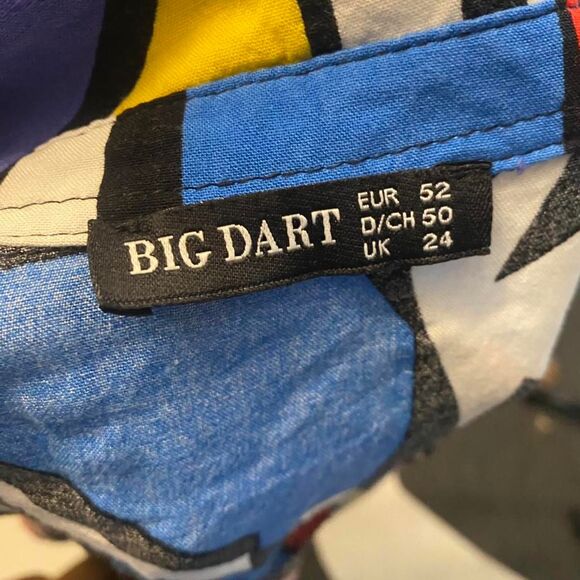 BIG DART
EUR 52
D/CH 50
UK 24